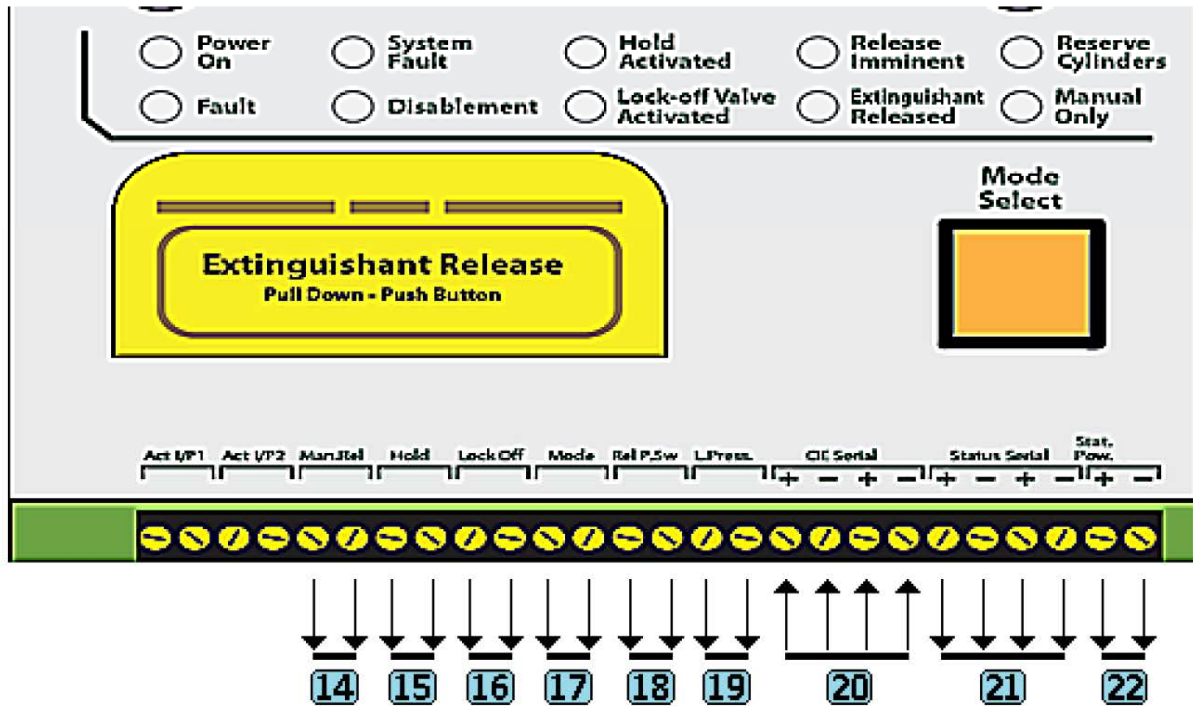 Power On
System Fault
Hold Activated
Release Imminent
Reserve Cylinders
Fault
Disablement
Lock-off Valve Activated
Extinguishant Released
Manual Only
Mode Select
Extinguishant Release
Pull Down - Push Button
Act I/P1 Act I/P2 Man.Rel Hold Lock Off Mode Rel P.Sw L.Press. CIE Serial Status Serial Stat. Pow.
+ - + - + - + - + -
14 15 16 17 18 19 20 21 22